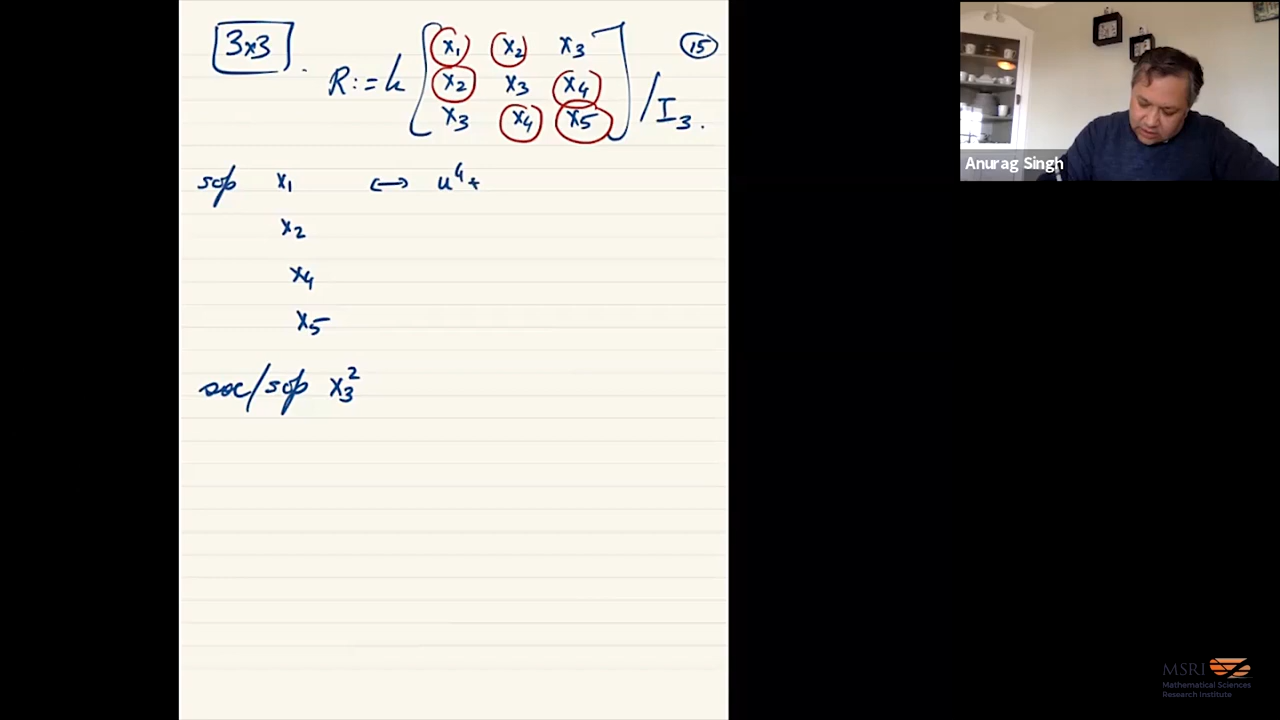 3x3 R := k [ x₁ x₂ x₃ ] 15
x₂ x₃ x₄
x₃ x₄ x₅ / I₃.
sop x₁ ↔ u⁴+
x₂
x₄
x₅
soc/sop x₃²
Anurag Singh
MSRI
Mathematical Sciences
Research Institute